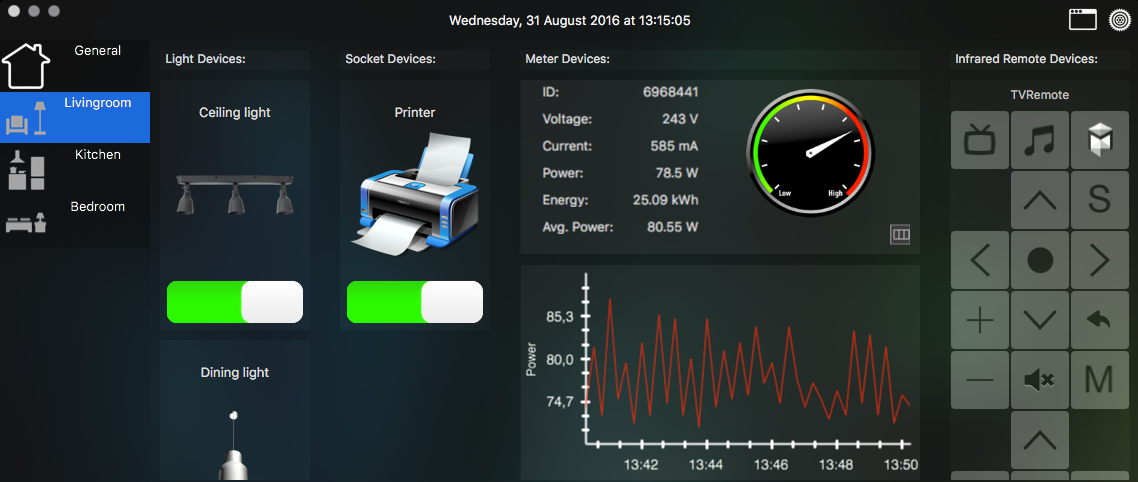 Wednesday, 31 August 2016 at 13:15:05
General
Livingroom
Kitchen
Bedroom
Light Devices:
Ceiling light
Dining light
Socket Devices:
Printer
Meter Devices:
ID: 6968441
Voltage: 243 V
Current: 585 mA
Power: 78.5 W
Energy: 25.09 kWh
Avg. Power: 80.55 W
Low High
Power
85,3
80,0
74,7
13:42 13:44 13:46 13:48 13:50
Infrared Remote Devices:
TVRemote
S
M